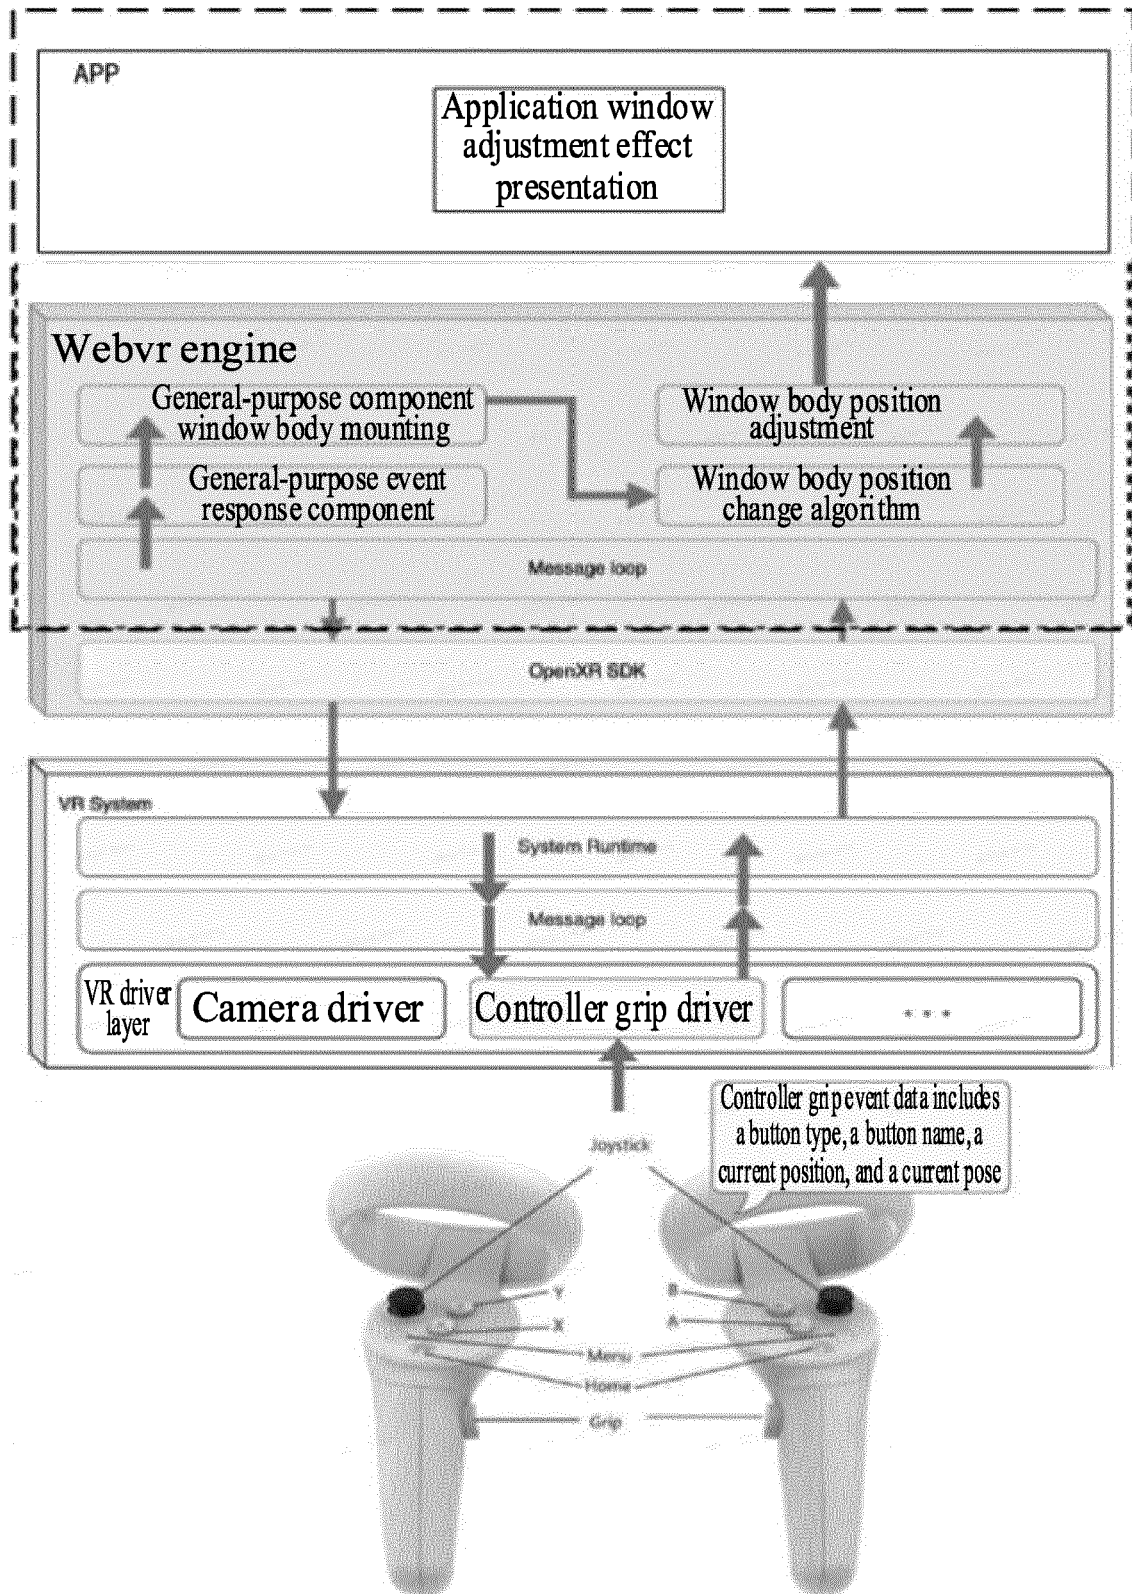 APP
Application window
adjustment effect
presentation
Webvr engine
General-purpose component
window body mounting
Window body position
adjustment
General-purpose event
response component
Window body position
change algorithm
Message loop
OpenXR SDK
VR System
System Runtime
Message loop
VR driver
layer
Camera driver
Controller grip driver
...
Controller grip event data includes
a button type, a button name, a
current position, and a current pose
Joystick
Y
B
X
A
Menu
Home
Grip